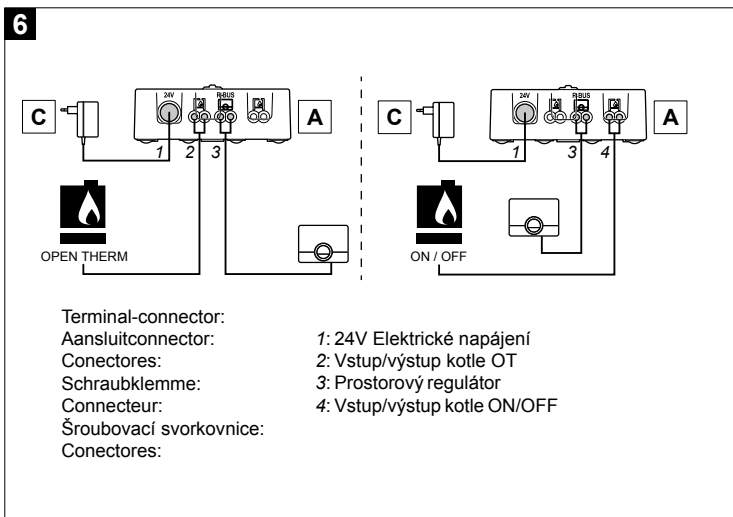 6
24V R-BUS
C A
1 2 3
OPEN THERM
24V R-BUS
C A
1 3 4
ON / OFF
Terminal-connector:
Aansluitconnector:
Conectores:
Schraubklemme:
Connecteur:
Šroubovací svorkovnice:
Conectores:
1: 24V Elektrické napájení
2: Vstup/výstup kotle OT
3: Prostorový regulátor
4: Vstup/výstup kotle ON/OFF